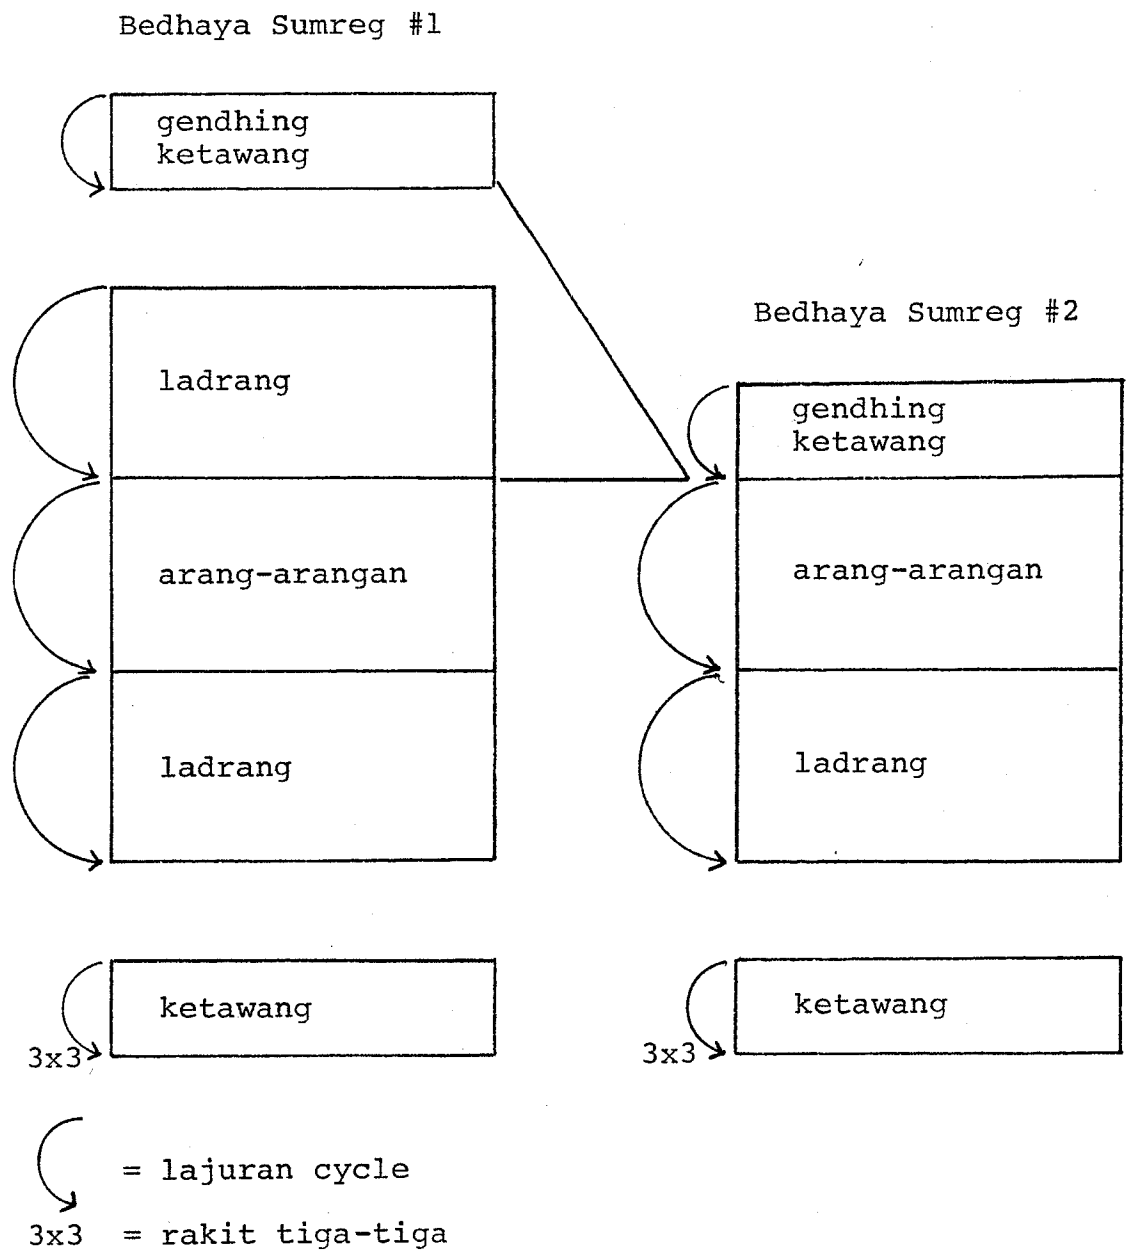 Bedhaya Sumreg #1
gendhing
ketawang
ladrang
arang-arangan
ladrang
ketawang
3x3
Bedhaya Sumreg #2
gendhing
ketawang
arang-arangan
ladrang
ketawang
3x3
= lajuran cycle
3x3 = rakit tiga-tiga